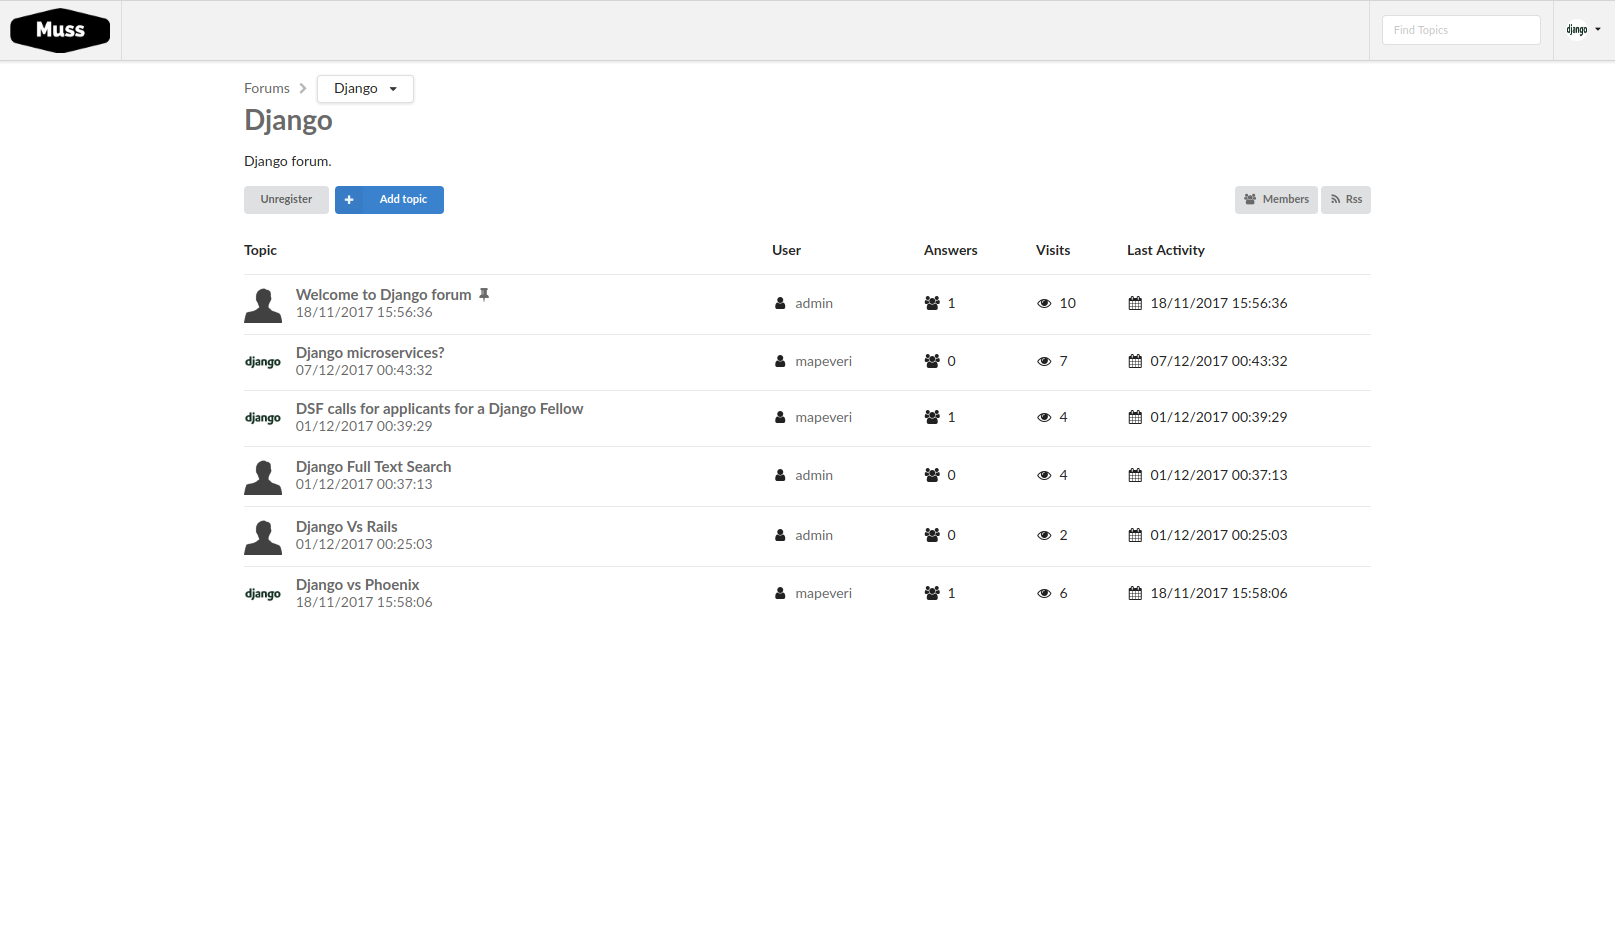 Muss
Find Topics
django
Forums
Django
Django
Django forum.
Unregister
Add topic
Members
Rss
Topic User Answers Visits Last Activity
Welcome to Django forum
18/11/2017 15:56:36
admin 1 10 18/11/2017 15:56:36
django
Django microservices?
07/12/2017 00:43:32
mapeveri 0 7 07/12/2017 00:43:32
django
DSF calls for applicants for a Django Fellow
01/12/2017 00:39:29
mapeveri 1 4 01/12/2017 00:39:29
Django Full Text Search
01/12/2017 00:37:13
admin 0 4 01/12/2017 00:37:13
Django Vs Rails
01/12/2017 00:25:03
admin 0 2 01/12/2017 00:25:03
django
Django vs Phoenix
18/11/2017 15:58:06
mapeveri 1 6 18/11/2017 15:58:06